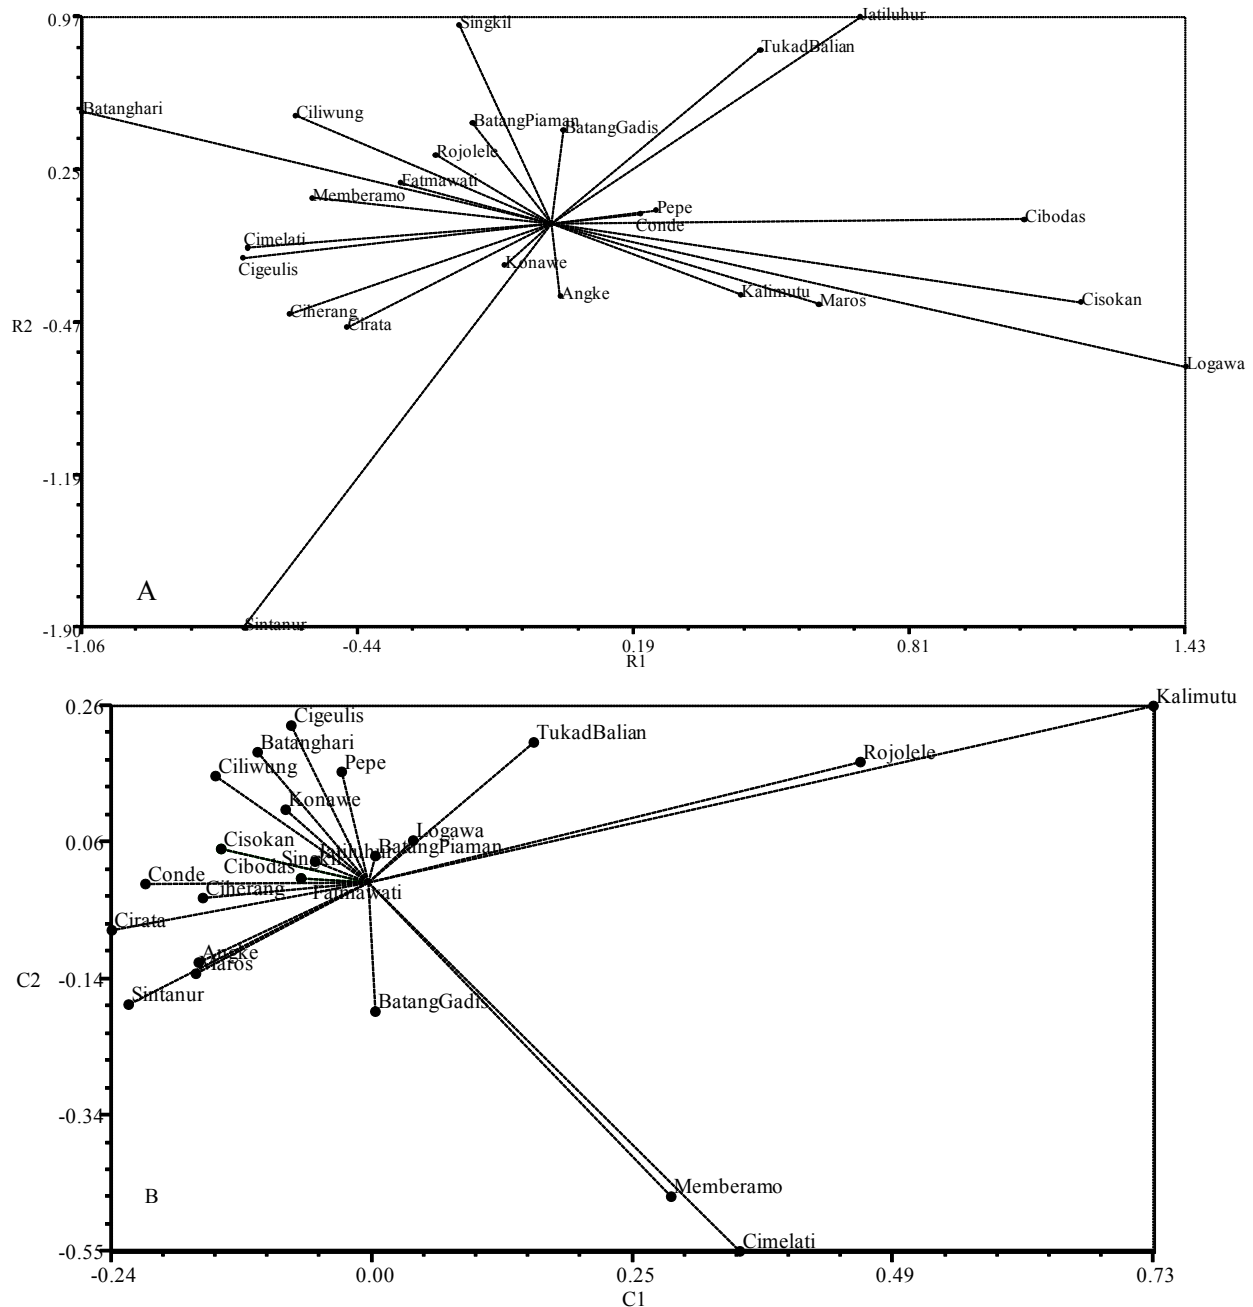 0.97
Singkil
Jatiluhur
TukadBalian
Batanghari
Ciliwung
BatangPiaman
BatangGadis
Rojolele
0.25
Fatmawati
Memberamo
Pepe
Conde
Cibodas
Cimelati
Cigeulis
Konawe
Angke
Kalimutu
Maros
Cisokan
Ciherang
Cirata
R2 -0.47
Logawa
-1.19
A
Sintanur
-1.90
-1.06 -0.44 0.19 0.81 1.43
R1
0.26
Kalimutu
Cigeulis
TukadBalian
Batanghari
Rojolele
Pepe
Ciliwung
Konawe
0.06
Logawa
Cisokan
BatangPiaman
Jatiluhur
Singkil
Cibodas
Conde
Ciherang
Fatmawati
Cirata
Angke
Maros
C2 -0.14
Sintanur
BatangGadis
-0.34
Memberamo
B
Cimelati
-0.55
-0.24 0.00 0.25 0.49 0.73
C1